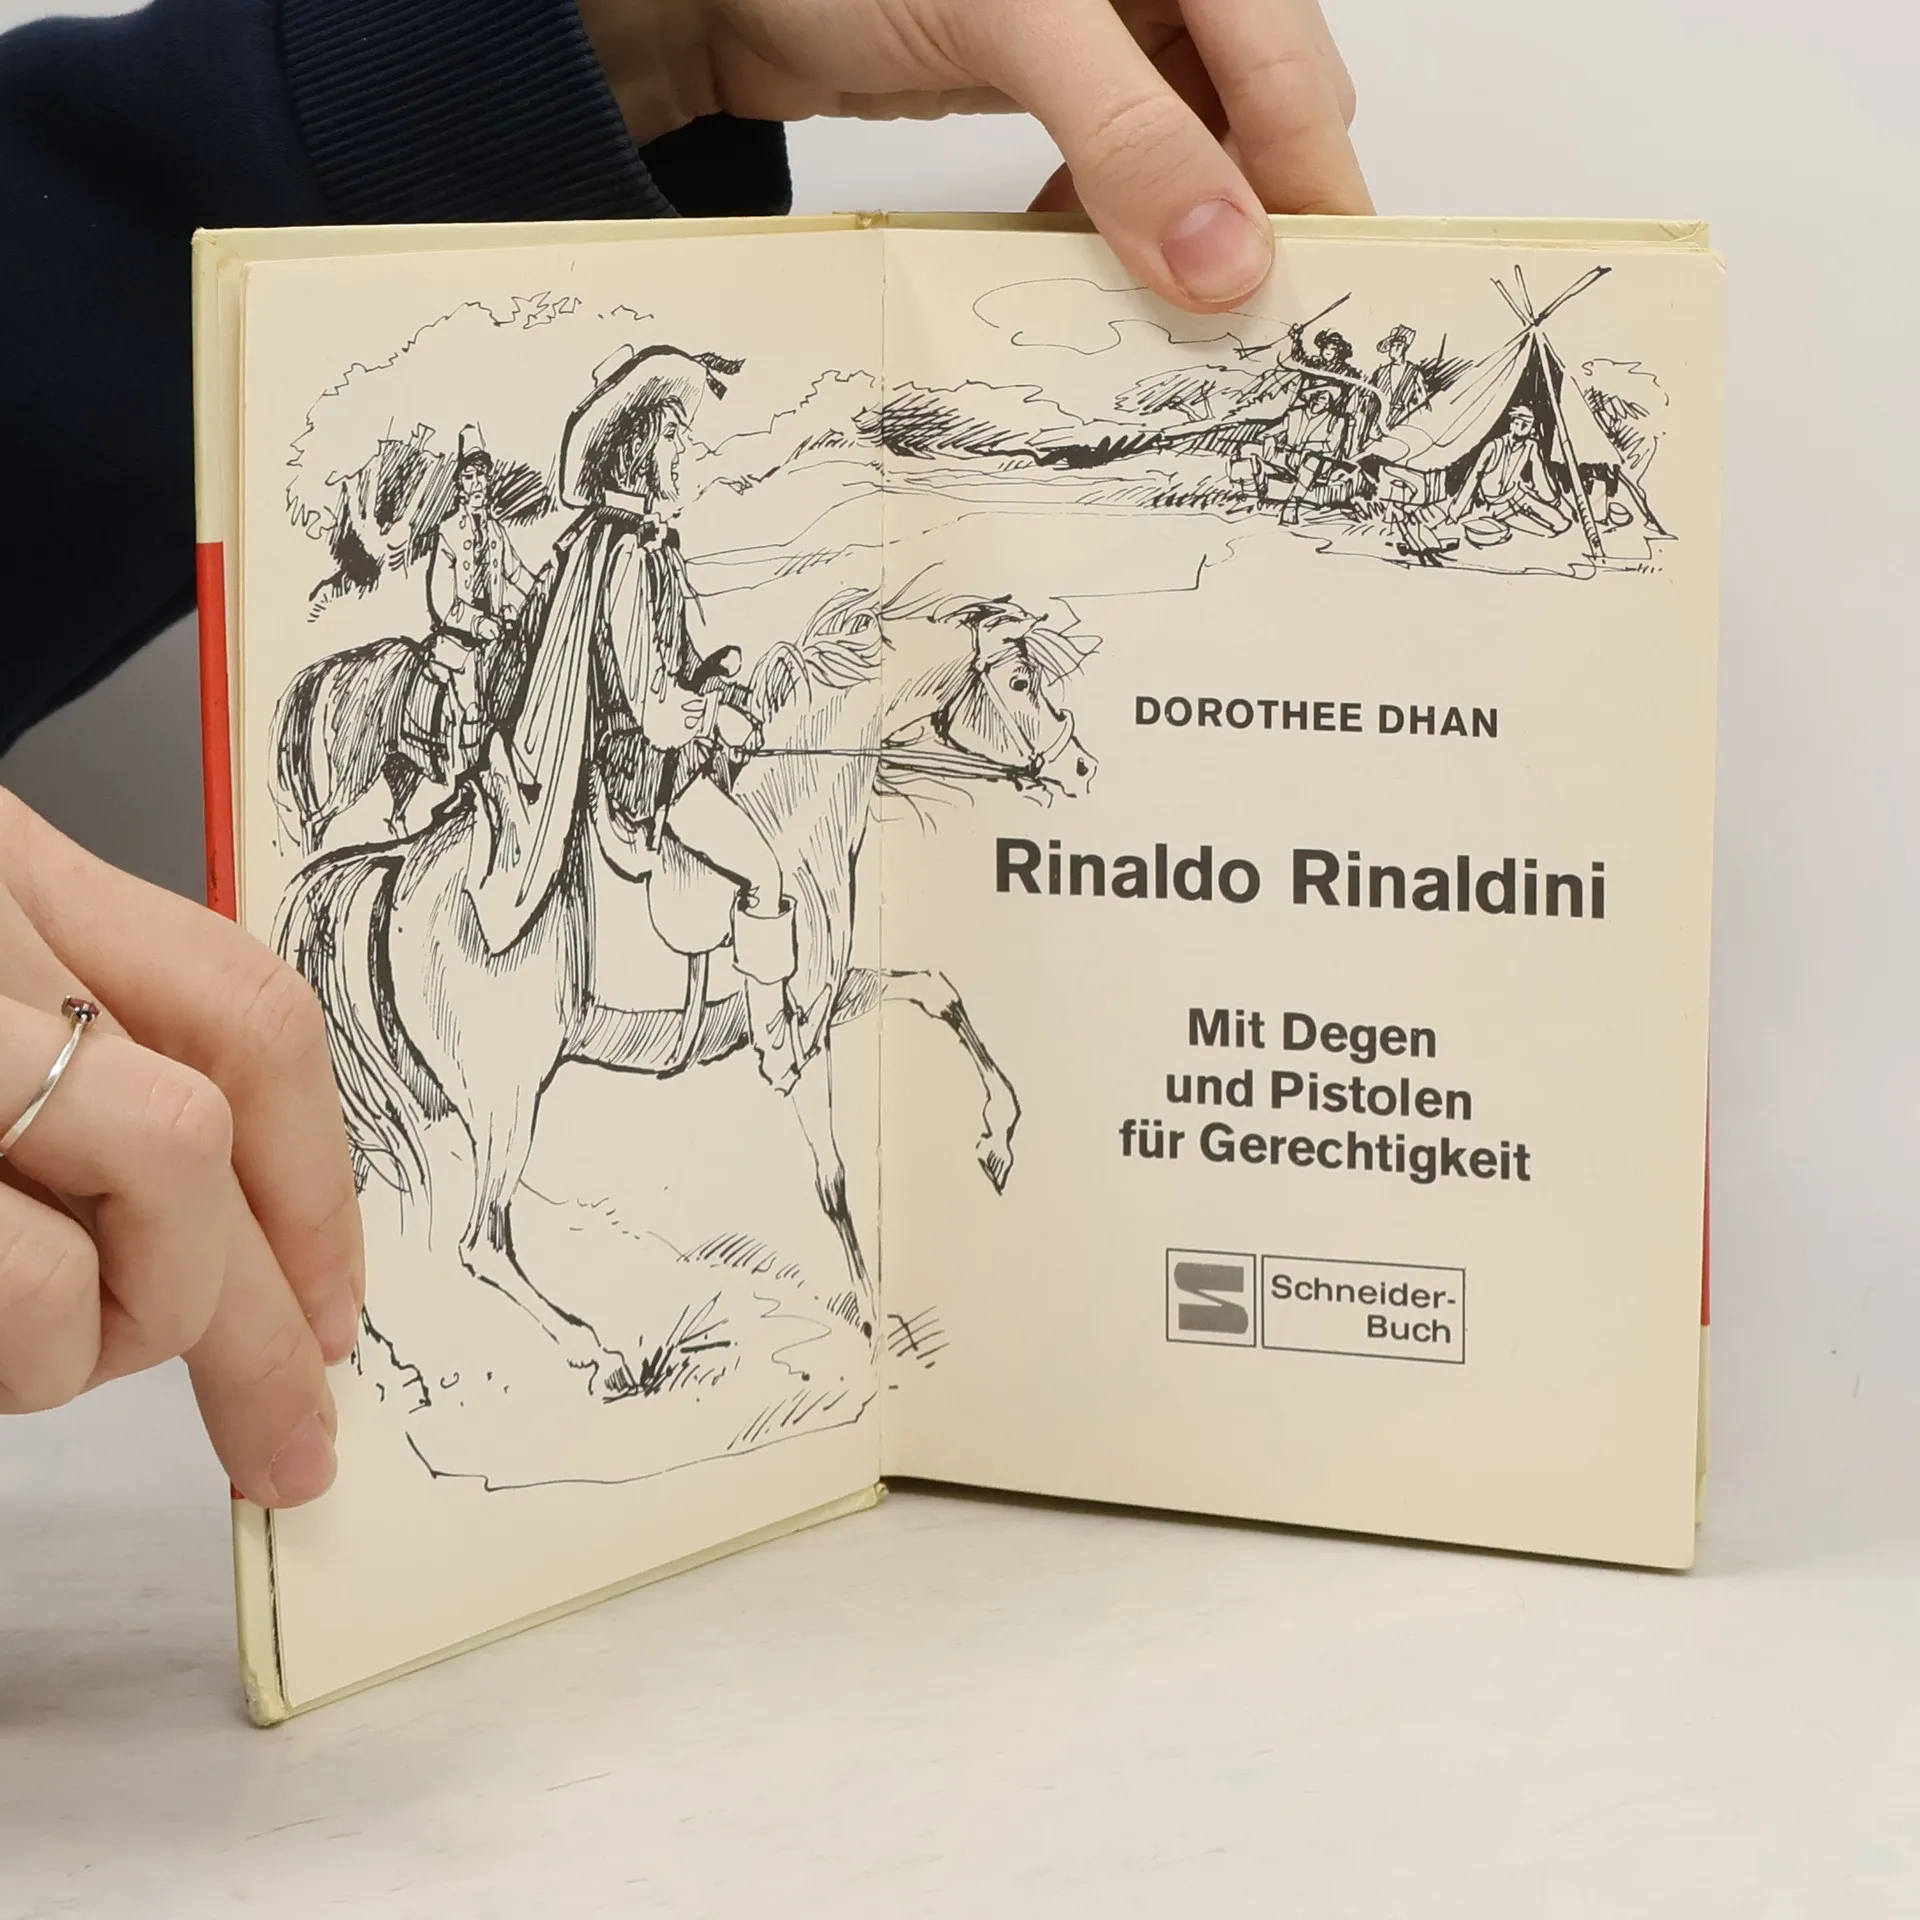 DOROTHEE DHAN
Rinaldo Rinaldini
Mit Degen
und Pistolen
für Gerechtigkeit
Schneider-
Buch